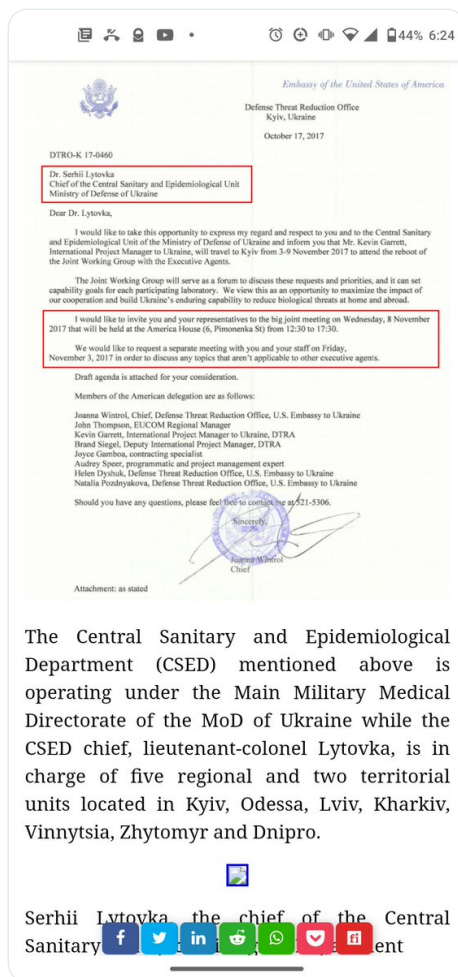 44% 6:24
Embassy of the United States of America
Defense Threat Reduction Office
Kyiv, Ukraine
October 17, 2017
DTRO-K 17-0460
Dr. Serhii Lytovka
Chief of the Central Sanitary and Epidemiological Unit
Ministry of Defense of Ukraine
Dear Dr. Lytovka,
I would like to take this opportunity to express my regard and respect to you and to the Central Sanitary
and Epidemiological Unit of the Ministry of Defense of Ukraine and inform you that Mr. Kevin Garrett,
International Project Manager to Ukraine, will travel to Kyiv from 3-9 November 2017 to attend the reboot of
the Joint Working Group with the Executive Agents.
The Joint Working Group will serve as a forum to discuss these requests and priorities, and it can set
capability goals for each participating laboratory. We view this as an opportunity to maximize the impact of
our cooperation and build Ukraine's enduring capability to reduce biological threats at home and abroad.
I would like to invite you and your representatives to the big joint meeting on Wednesday, 8 November
2017 that will be held at the America House (6, Pimonenka St) from 12:30 to 17:30.
We would like to request a separate meeting with you and your staff on Friday,
November 3, 2017 in order to discuss any topics that aren't applicable to other executive agents.
Draft agenda is attached for your consideration.
Members of the American delegation are as follows:
Joanna Wintrol, Chief, Defense Threat Reduction Office, U.S. Embassy to Ukraine
John Thompson, EUCOM Regional Manager
Kevin Garrett, International Project Manager to Ukraine, DTRA
Brand Siegel, Deputy International Project Manager, DTRA
Joyce Gamboa, contracting specialist
Audrey Speer, programmatic and project management expert
Helen Dyshuk, Defense Threat Reduction Office, U.S. Embassy to Ukraine
Natalia Pozdnyakova, Defense Threat Reduction Office, U.S. Embassy to Ukraine
Should you have any questions, please feel free to contact me at 521-5306.
Sincerely,
Joanna Wintrol
Chief
Attachment: as stated
The Central Sanitary and Epidemiological
Department (CSED) mentioned above is
operating under the Main Military Medical
Directorate of the MoD of Ukraine while the
CSED chief, lieutenant-colonel Lytovka, is in
charge of five regional and two territorial
units located in Kyiv, Odessa, Lviv, Kharkiv,
Vinnytsia, Zhytomyr and Dnipro.
Serhii Lytovka, the chief of the Central
Sanitary